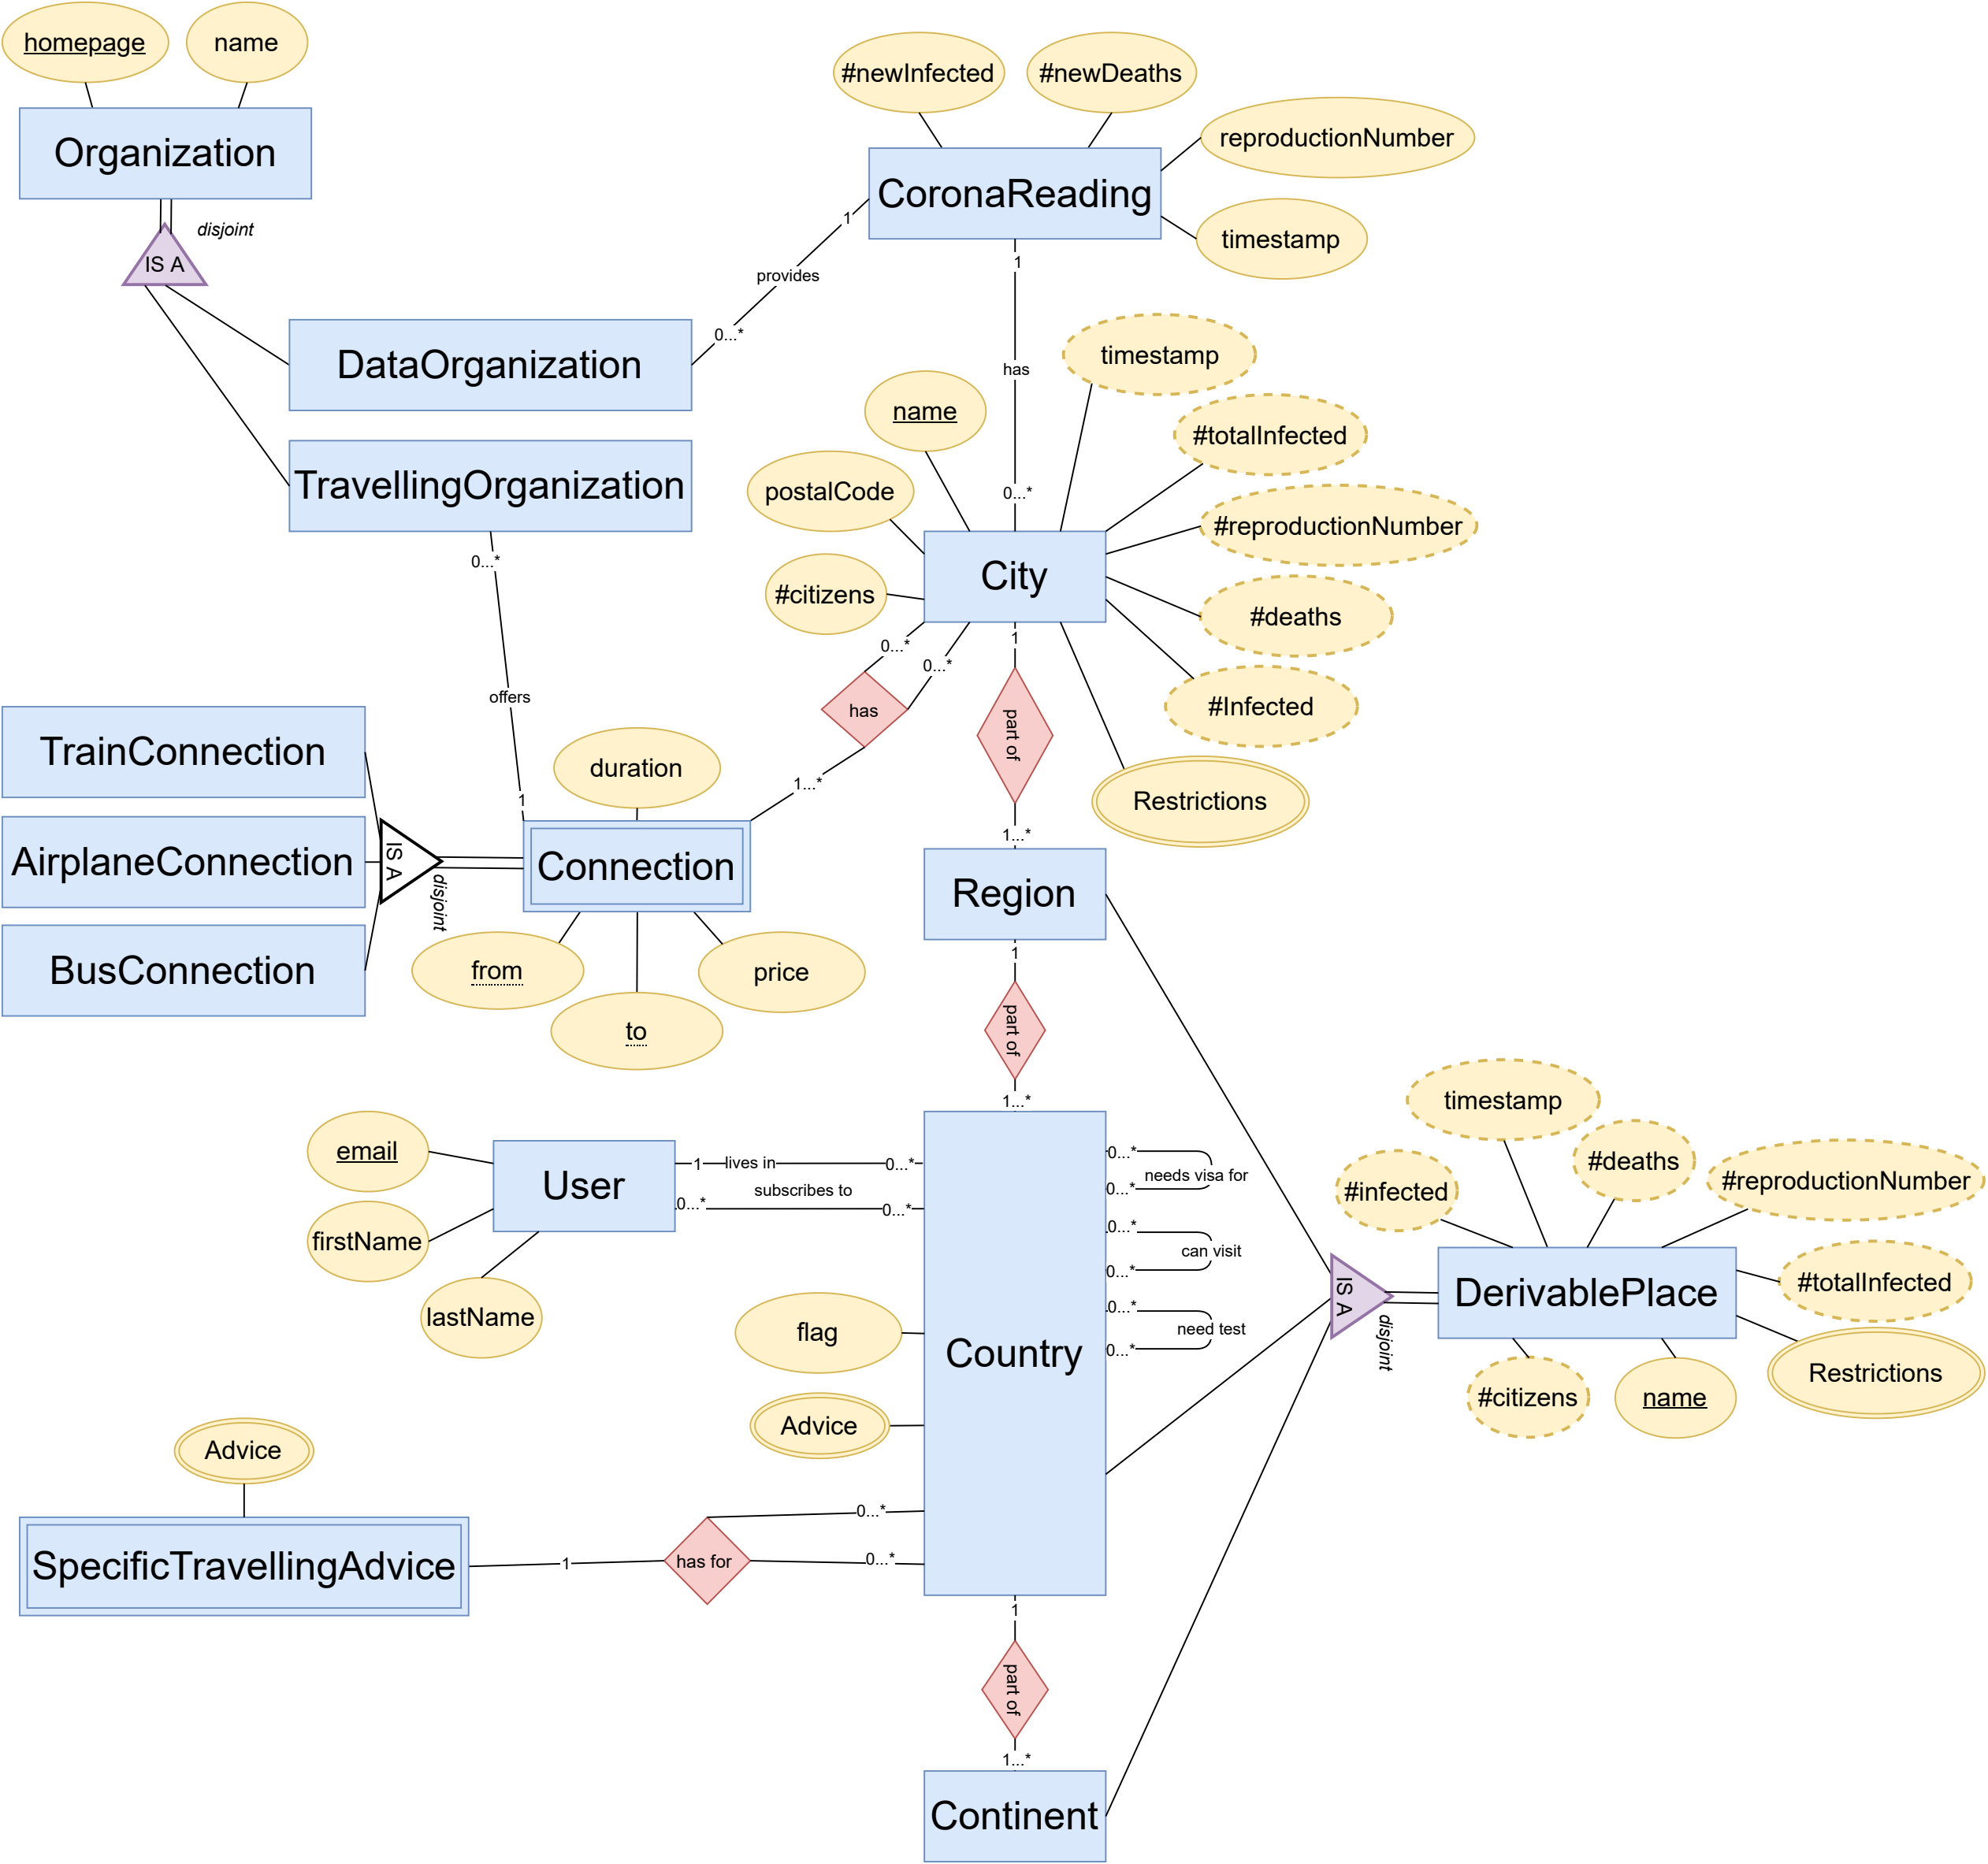 homepage
name
#newInfected
#newDeaths
reproductionNumber
Organization
CoronaReading
disjoint
IS A
1
timestamp
1
provides
0...*
DataOrganization
has
timestamp
name
#totalInfected
TravellingOrganization
postalCode
0...*
#reproductionNumber
0...*
City
#citizens
#deaths
0...*
1
0...*
offers
has
part of
#Infected
TrainConnection
duration
1...*
1
Restrictions
1...*
AirplaneConnection
IS A
disjoint
Connection
Region
BusConnection
from
to
price
1
part of
1...*
timestamp
email
User
1
lives in
0...*
subscribes to
0...*
0...*
0...*
needs visa for
0...*
#infected
#deaths
#reproductionNumber
firstName
lastName
0...*
can visit
0...*
0...*
need test
0...*
flag
Country
IS A
disjoint
DerivablePlace
#totalInfected
Restrictions
#citizens
name
Advice
Advice
0...*
SpecificTravellingAdvice
1
has for
0...*
1
part of
1...*
Continent